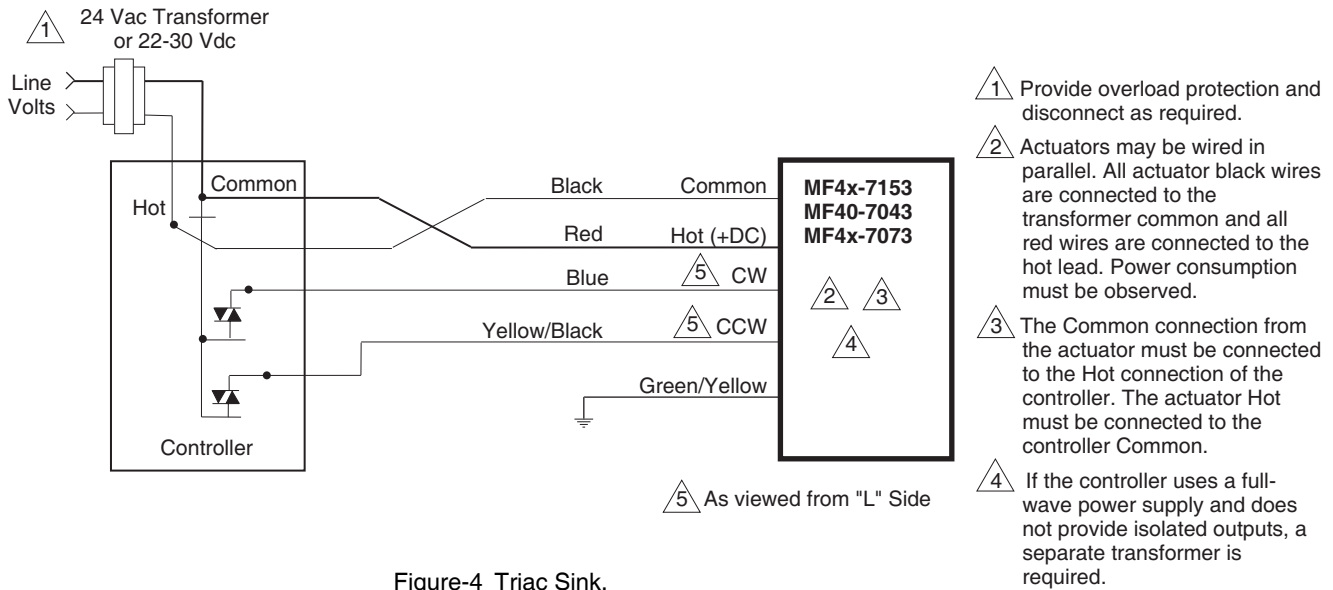 1
24 Vac Transformer
or 22-30 Vdc
Line
Volts
Common
Hot
Controller
Black
Common
Red
Hot (+DC)
Blue
5 CW
Yellow/Black
5 CCW
Green/Yellow
MF4x-7153
MF40-7043
MF4x-7073
2 3
4
5 As viewed from "L" Side
1 Provide overload protection and
disconnect as required.
2 Actuators may be wired in
parallel. All actuator black wires
are connected to the
transformer common and all
red wires are connected to the
hot lead. Power consumption
must be observed.
3 The Common connection from
the actuator must be connected
to the Hot connection of the
controller. The actuator Hot
must be connected to the
controller Common.
4 If the controller uses a full-
wave power supply and does
not provide isolated outputs, a
separate transformer is
required.
Figure-4 Triac Sink.